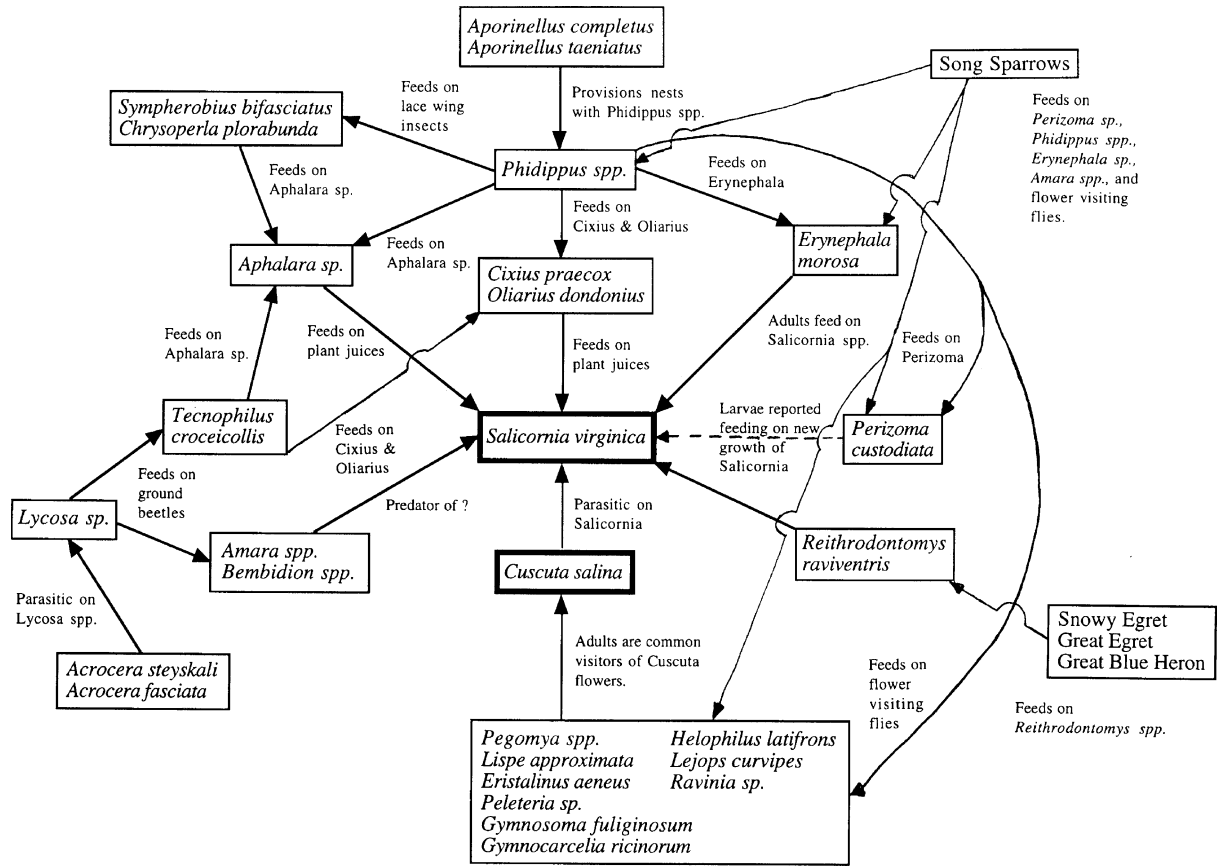 Aporinellus completus
Aporinellus taeniatus
Song Sparrows
Feeds on
lace wing
insects
Provisions nests
with Phidippus spp.
Sympherobius bifasciatus
Chrysoperla plorabunda
Feeds on
Perizoma sp.,
Phidippus spp.,
Erynephala sp.,
Amara spp., and
flower visiting
flies.
Phidippus spp.
Feeds on
Aphalara sp.
Feeds on
Erynephala
Feeds on
Cixius & Oliarius
Feeds on
Aphalara sp.
Erynephala
morosa
Aphalara sp.
Cixius praecox
Oliarius dondonius
Feeds on
Aphalara sp.
Feeds on
plant juices
Feeds on
plant juices
Adults feed on
Salicornia spp.
Feeds on
Perizoma
Tecnophilus
croceicollis
Salicornia virginica
Larvae reported
feeding on new
growth of
Salicornia
Perizoma
custodiata
Feeds on
Cixius &
Oliarius
Feeds on
ground
beetles
Predator of ?
Parasitic on
Salicornia
Lycosa sp.
Amara spp.
Bembidion spp.
Reithrodontomys
raviventris
Cuscuta salina
Parasitic on
Lycosa spp.
Snowy Egret
Great Egret
Great Blue Heron
Acrocera steyskali
Acrocera fasciata
Adults are common
visitors of Cuscuta
flowers.
Feeds on
flower
visiting
flies
Feeds on
Reithrodontomys spp.
Pegomya spp.
Lispe approximata
Eristalinus aeneus
Peleteria sp.
Gymnosoma fuliginosum
Gymnocarcelia ricinorum
Helophilus latifrons
Lejops curvipes
Ravinia sp.